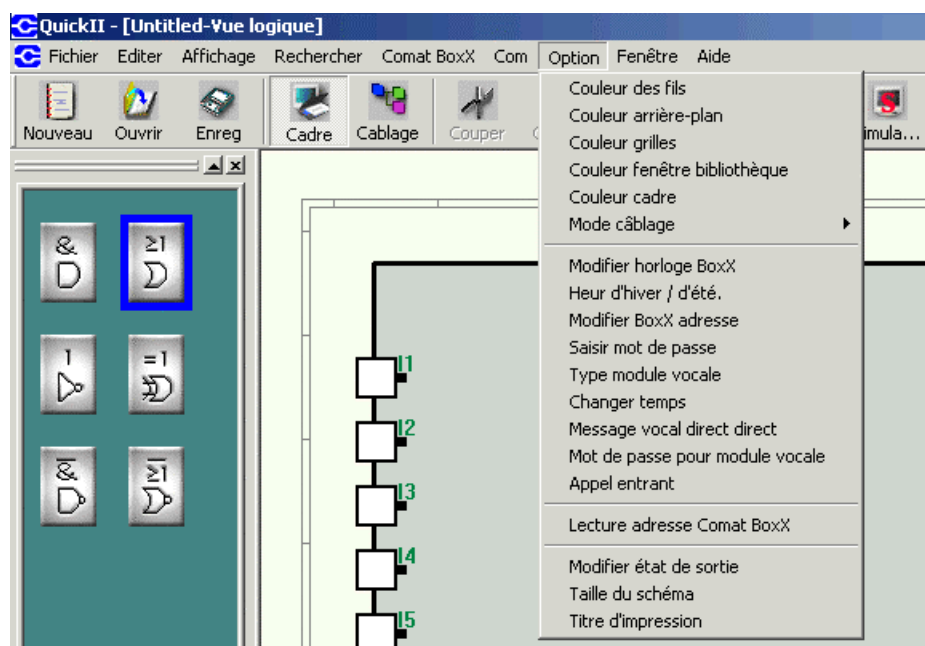 QuickII - [Untitled-Vue logique]
Fichier Editer Affichage Rechercher Comat BoxX Com Option Fenêtre Aide
Nouveau Ouvrir Enreg Cadre Cablage Couper imula...
Couleur des fils
Couleur arrière-plan
Couleur grilles
Couleur fenêtre bibliothèque
Couleur cadre
Mode câblage
Modifier horloge BoxX
Heur d'hiver / d'été.
Modifier BoxX adresse
Saisir mot de passe
Type module vocale
Changer temps
Message vocal direct direct
Mot de passe pour module vocale
Appel entrant
Lecture adresse Comat BoxX
Modifier état de sortie
Taille du schéma
Titre d'impression
& ≥1
1 =1
& ≥1
I1
I2
I3
I4
I5